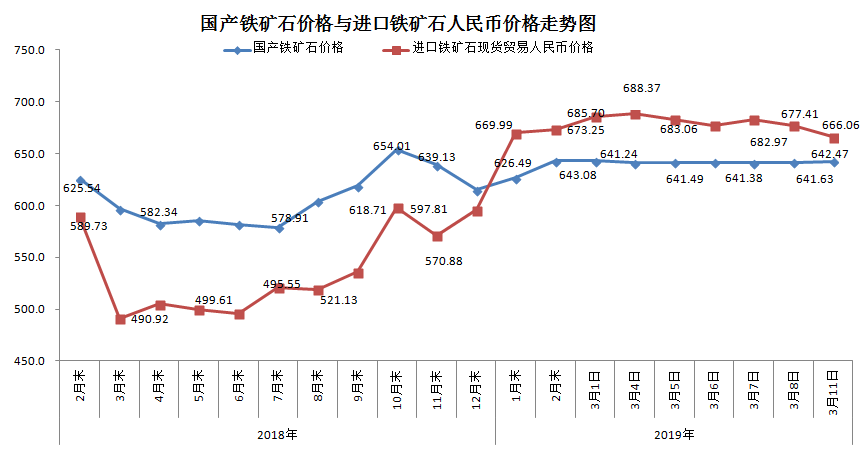 国产铁矿石价格与进口铁矿石人民币价格走势图
国产铁矿石价格
进口铁矿石现货贸易人民币价格
750.0
700.0
650.0
600.0
550.0
500.0
450.0
625.54
582.34
578.91
618.71
654.01
639.13
626.49
643.08
641.24
641.49
641.38
641.63
642.47
589.73
490.92
499.61
495.55
521.13
597.81
570.88
669.99
673.25
685.70
688.37
683.06
682.97
677.41
666.06
2月末
3月末
4月末
5月末
6月末
7月末
8月末
9月末
10月末
11月末
12月末
1月末
2月末
3月1日
3月4日
3月5日
3月6日
3月7日
3月8日
3月11日
2018年
2019年